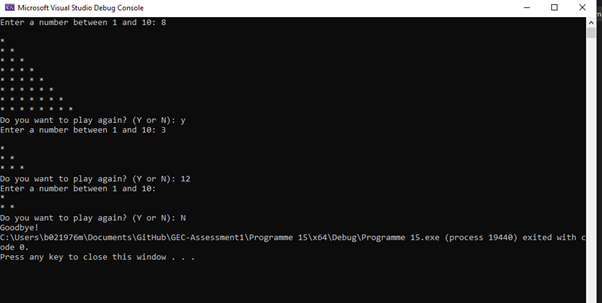 Microsoft Visual Studio Debug Console
Enter a number between 1 and 10: 8
*
* *
* * *
* * * *
* * * * *
* * * * * *
* * * * * * *
* * * * * * * *
Do you want to play again? (Y or N): y
Enter a number between 1 and 10: 3
*
* *
* * *
Do you want to play again? (Y or N): 12
Enter a number between 1 and 10:
*
* *
Do you want to play again? (Y or N): N
Goodbye!
C:\Users\b021976m\Documents\GitHub\GEC-Assessment1\Programme 15\x64\Debug\Programme 15.exe (process 19440) exited with c
ode 0.
Press any key to close this window . . .